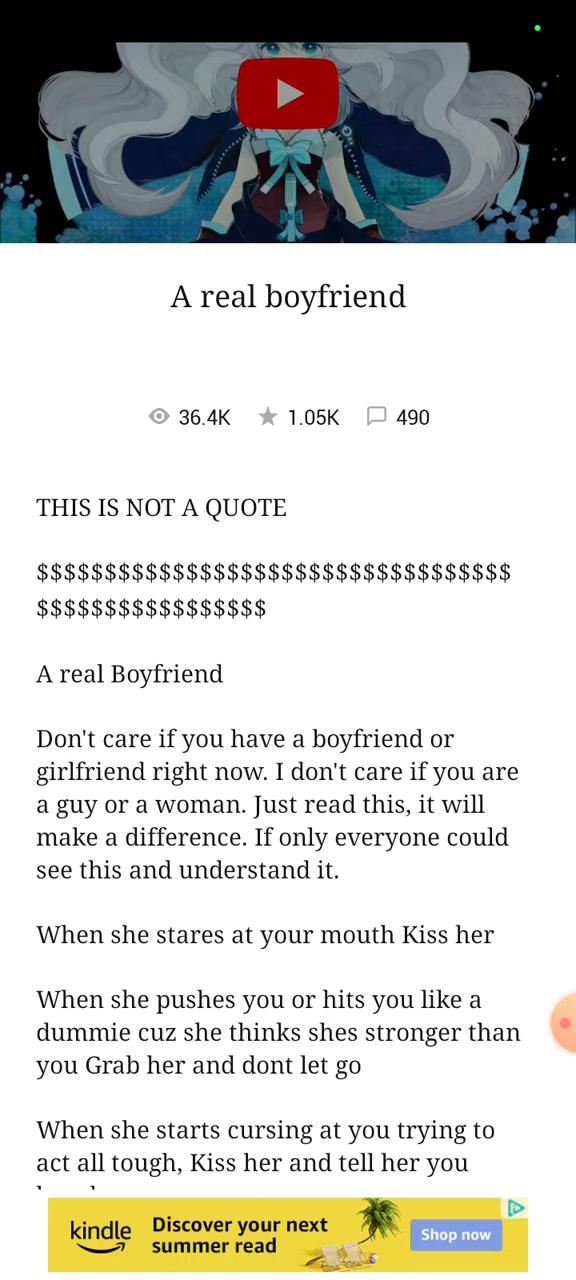 A real boyfriend
36.4K 1.05K 490
THIS IS NOT A QUOTE
$$$$$$$$$$$$$$$$$$$$$$$$$$$$$$$$$$$
$$$$$$$$$$$$$$$$$
A real Boyfriend
Don't care if you have a boyfriend or
girlfriend right now. I don't care if you are
a guy or a woman. Just read this, it will
make a difference. If only everyone could
see this and understand it.
When she stares at your mouth Kiss her
When she pushes you or hits you like a
dummie cuz she thinks shes stronger than
you Grab her and dont let go
When she starts cursing at you trying to
act all tough, Kiss her and tell her you
kindle Discover your next
summer read
Shop now